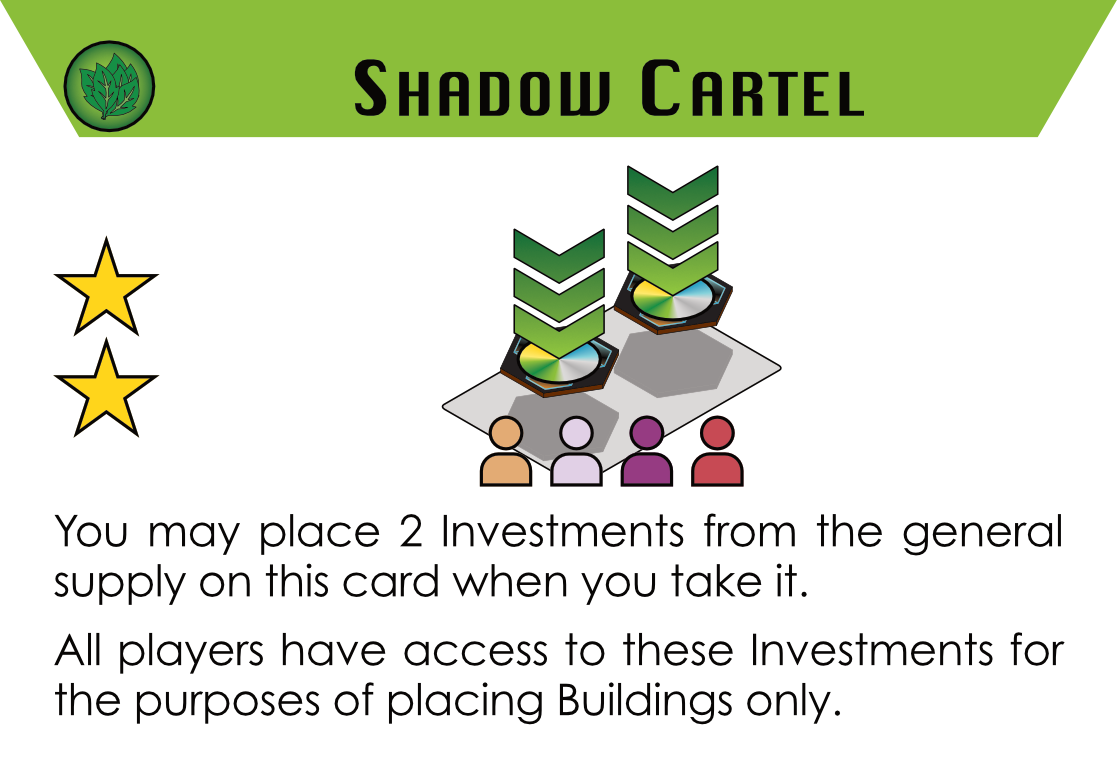 Shadow Cartel
You may place 2 Investments from the general
supply on this card when you take it.
All players have access to these Investments for
the purposes of placing Buildings only.